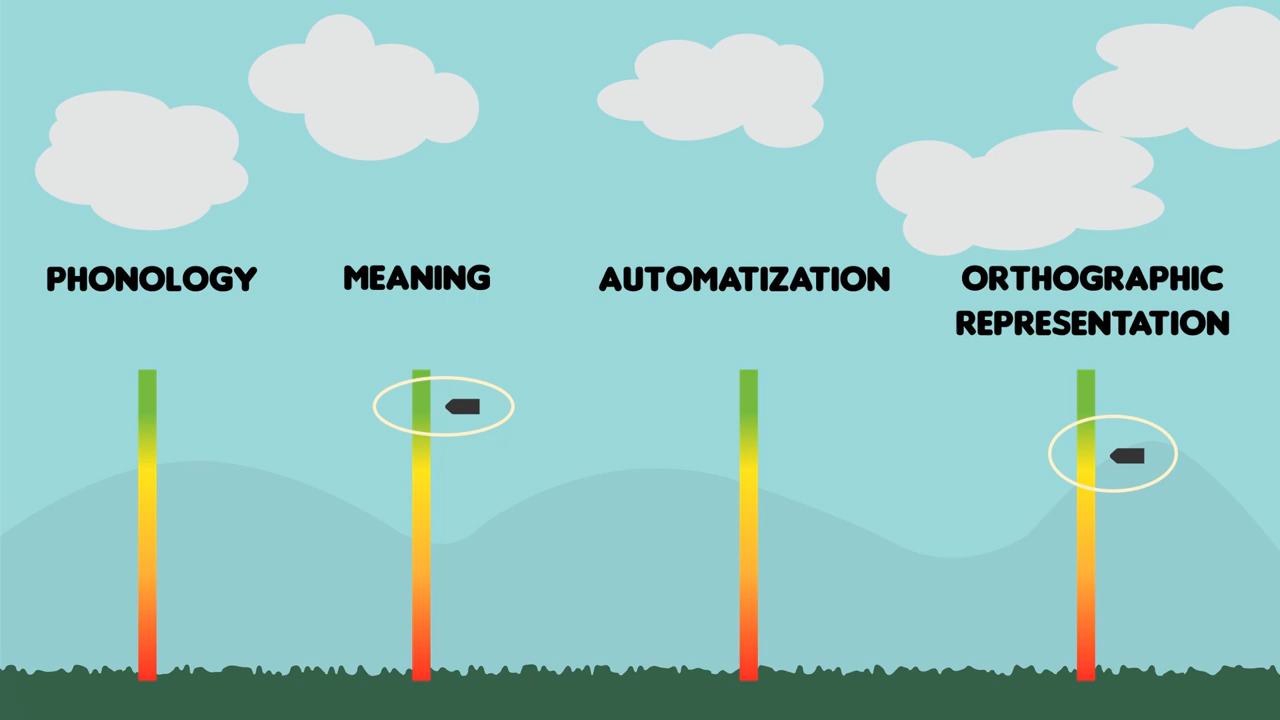 PHONOLOGY
MEANING
AUTOMATIZATION
ORTHOGRAPHIC
REPRESENTATION